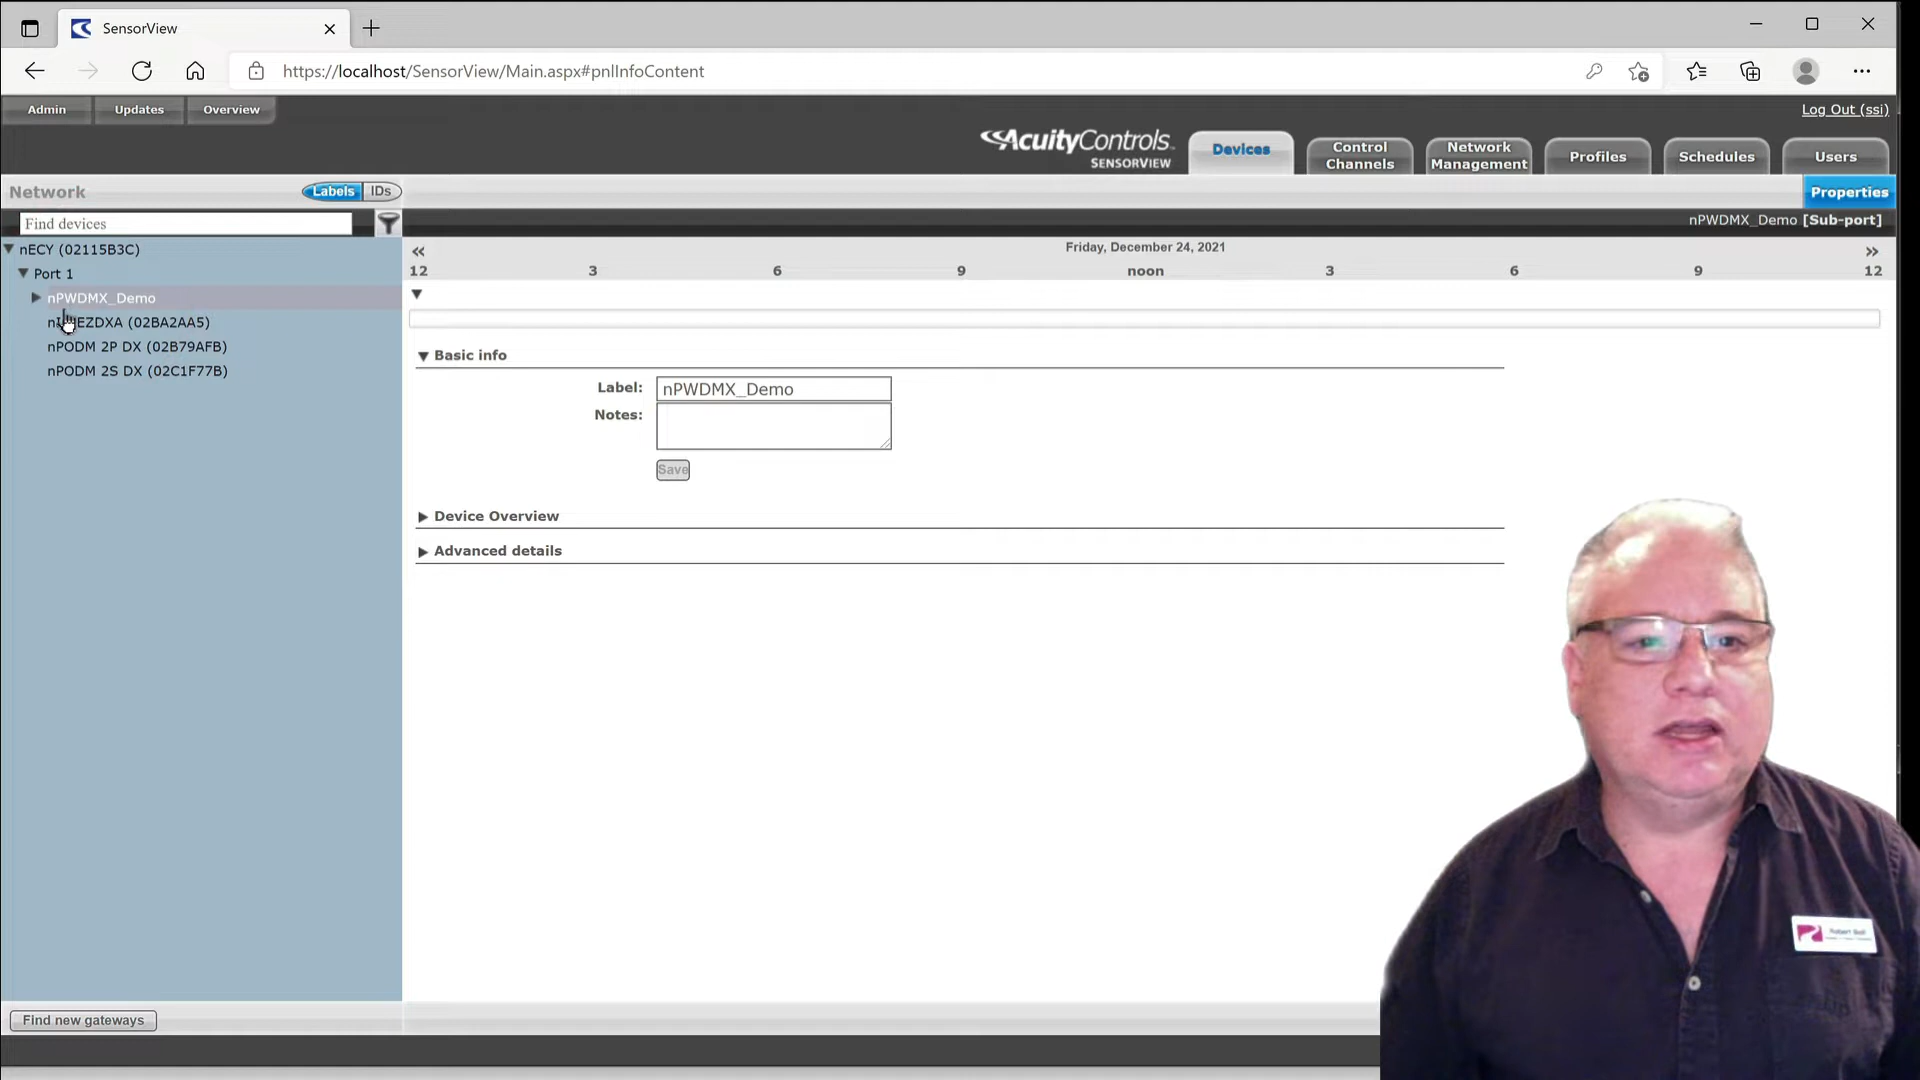 SensorView
https://localhost/SensorView/Main.aspx#pnlInfoContent
Admin
Updates
Overview
Log Out (ssi)
AcuityControls
SENSORVIEW
Devices
Control Channels
Network Management
Profiles
Schedules
Users
Network
Labels
IDs
Properties
Find devices
nPWDMX_Demo [Sub-port]
nECY (02115B3C)
Port 1
nPWDMX_Demo
EZDXA (02BA2AA5)
nPODM 2P DX (02B79AFB)
nPODM 2S DX (02C1F77B)
Friday, December 24, 2021
12 3 6 9 noon 3 6 9 12
Basic info
Label: nPWDMX_Demo
Notes:
Save
Device Overview
Advanced details
Robert Bell
Find new gateways